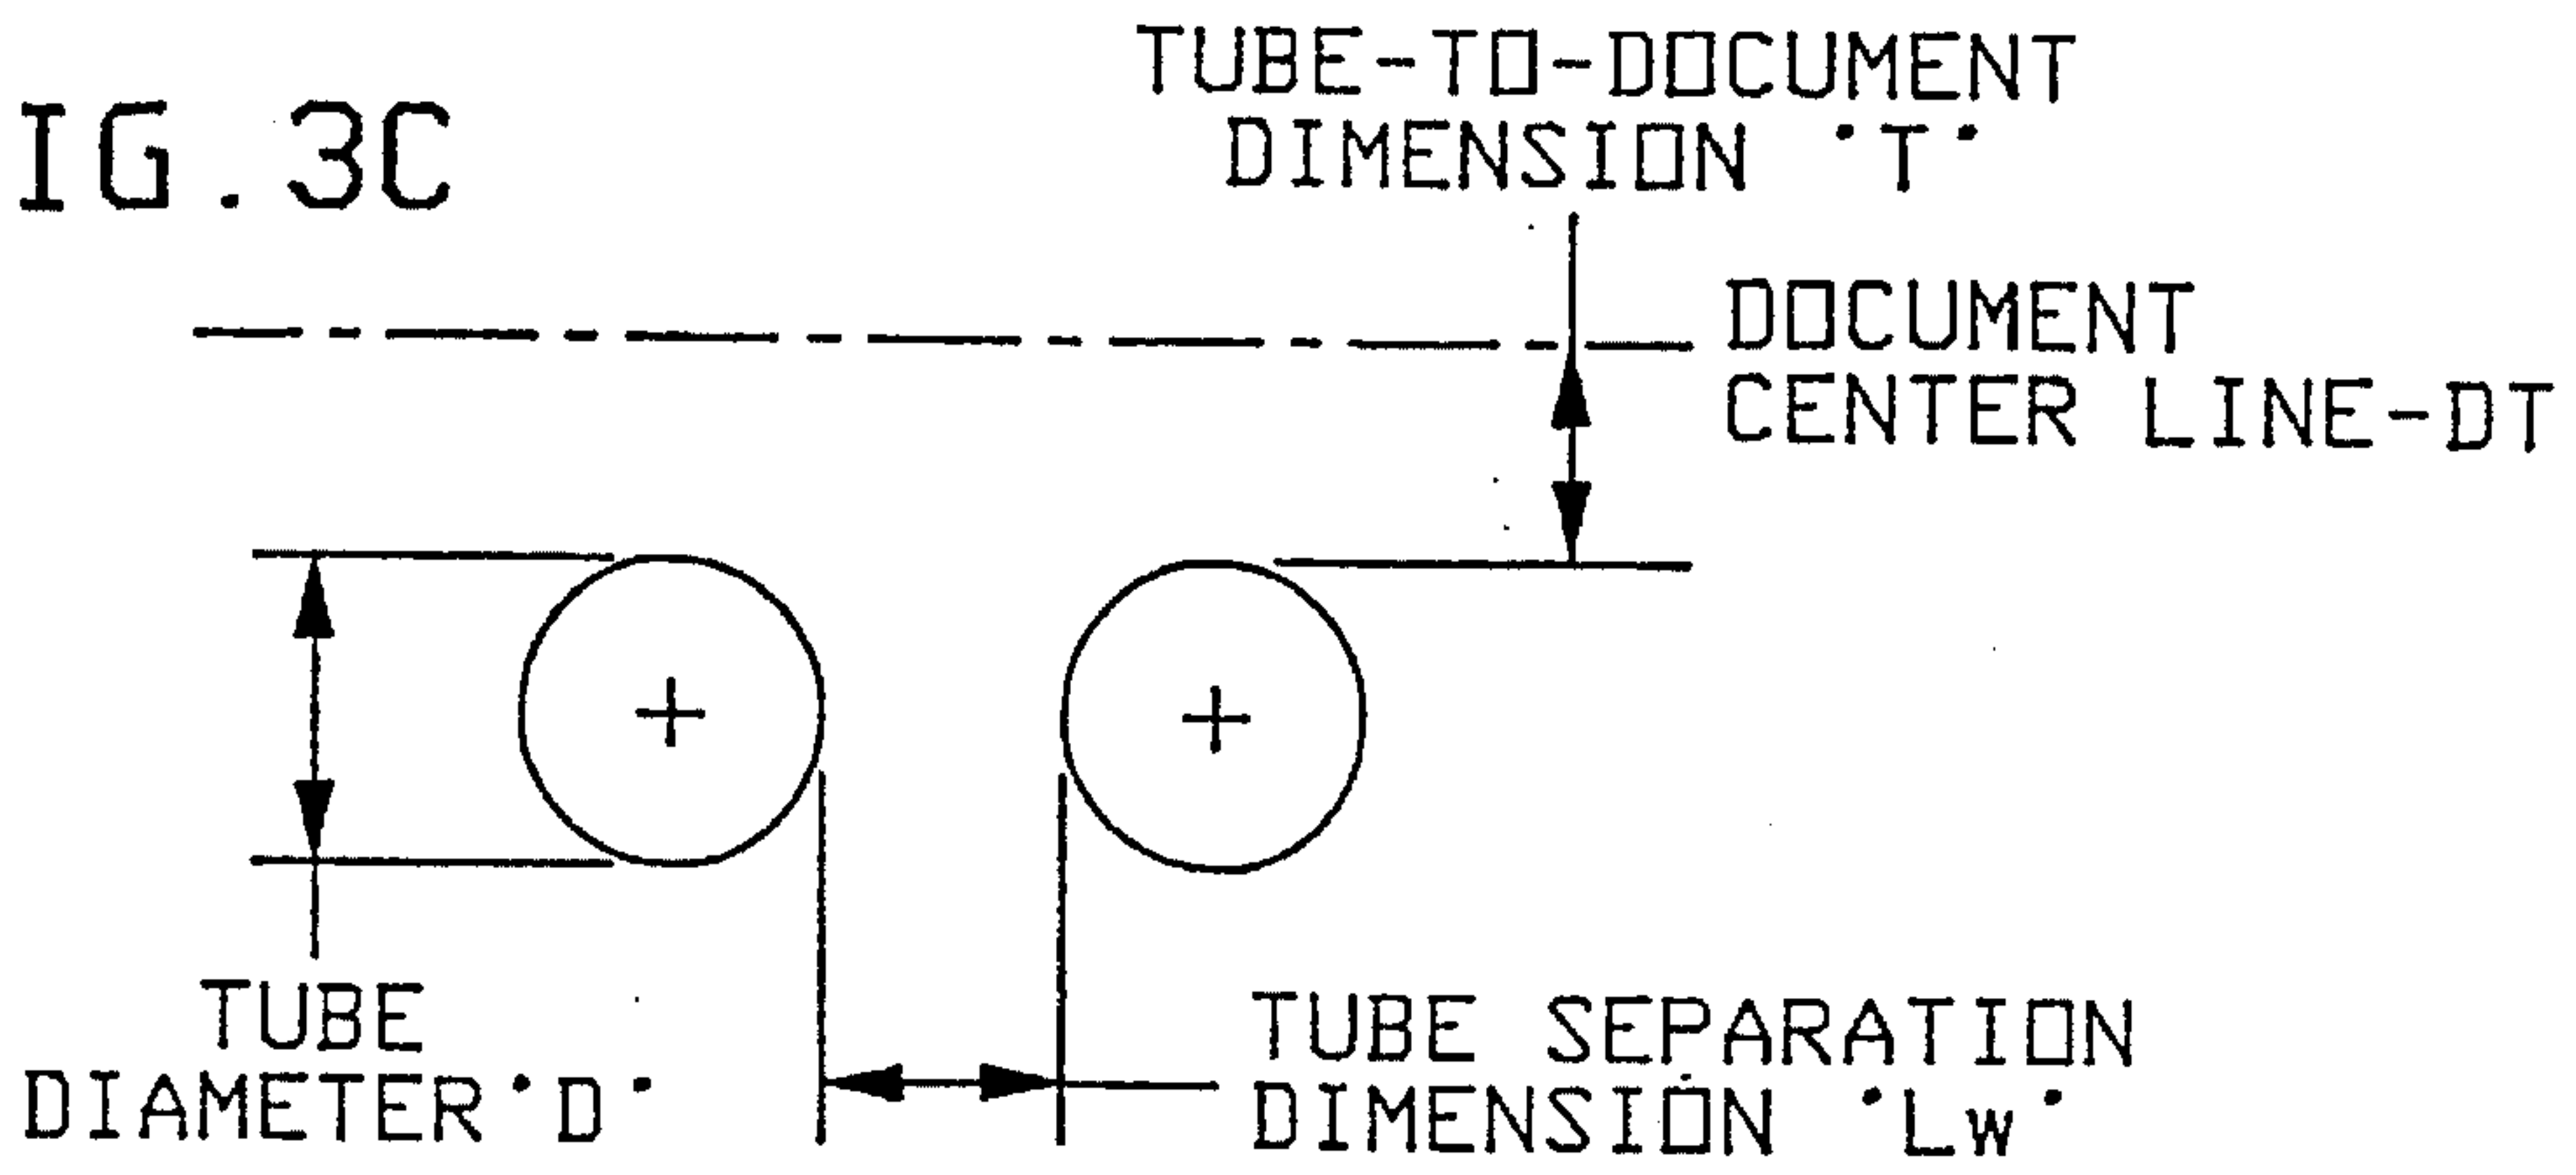 IG. 3C
TUBE-TO-DOCUMENT
DIMENSION "T"
DOCUMENT
CENTER LINE-DT
TUBE
DIAMETER "D"
TUBE SEPARATION
DIMENSION "Lw"